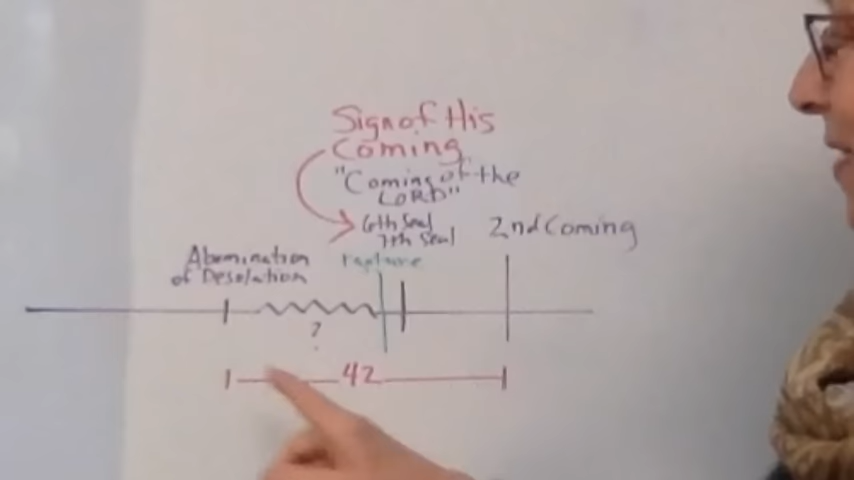 Sign of His
Coming
"Coming of the
LORD"
6th Seal
7th Seal
2nd Coming
Abomination
of Desolation
rapture
?
42